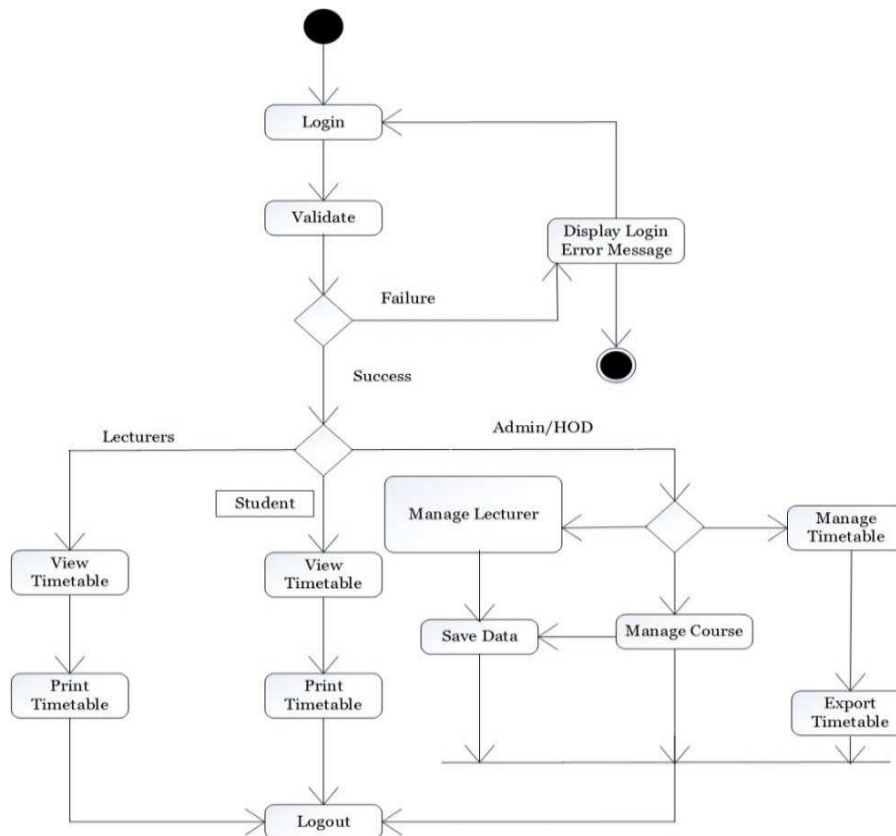 Login
Validate
Display Login
Error Message
Failure
Success
Lecturers
Admin/HOD
Student
Manage Lecturer
Manage
Timetable
View
Timetable
View
Timetable
Save Data
Manage Course
Print
Timetable
Print
Timetable
Export
Timetable
Logout